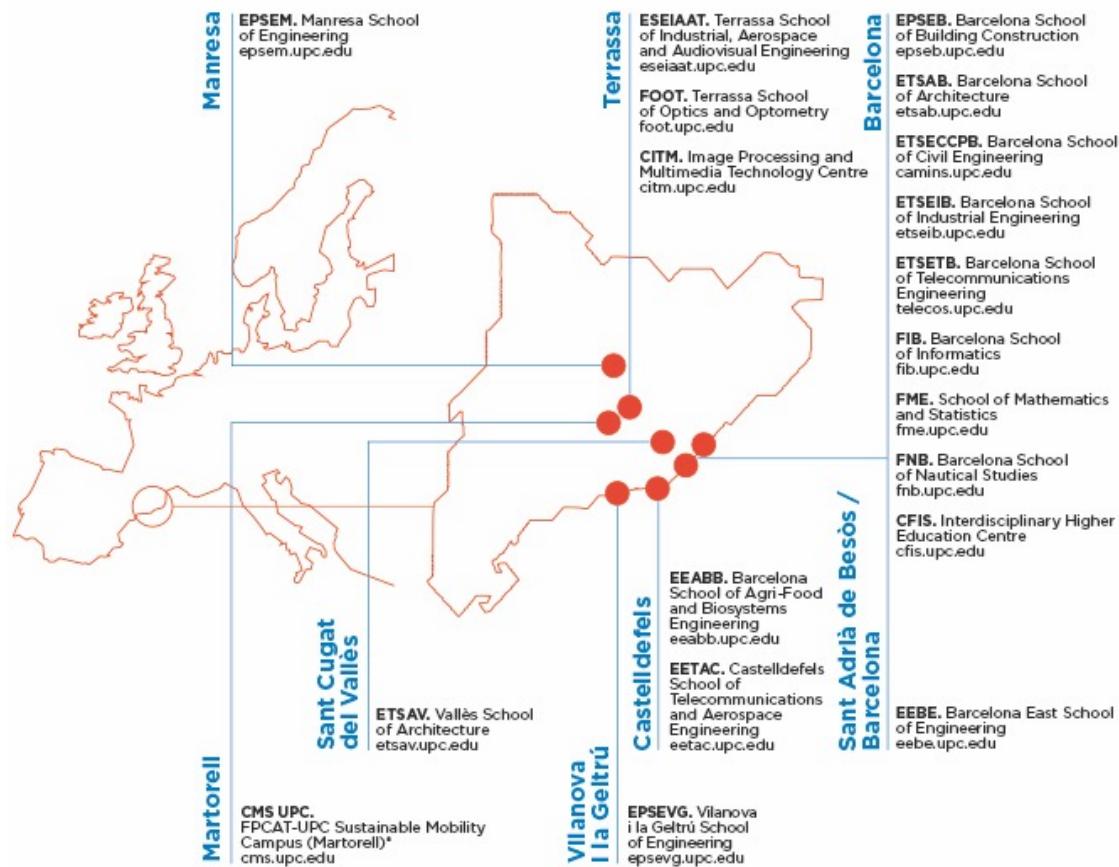 Manresa
EPSEM. Manresa School
of Engineering
epsem.upc.edu
Terrassa
ESEIAAT. Terrassa School
of Industrial, Aerospace
and Audiovisual Engineering
eseiaat.upc.edu
FOOT. Terrassa School
of Optics and Optometry
foot.upc.edu
CITM. Image Processing and
Multimedia Technology Centre
citm.upc.edu
Barcelona
EPSEB. Barcelona School
of Building Construction
epseb.upc.edu
ETSAB. Barcelona School
of Architecture
etsab.upc.edu
ETSECCPB. Barcelona School
of Civil Engineering
camins.upc.edu
ETSEIB. Barcelona School
of Industrial Engineering
etseib.upc.edu
ETSETB. Barcelona School
of Telecommunications
Engineering
telecos.upc.edu
FIB. Barcelona School
of Informatics
fib.upc.edu
FME. School of Mathematics
and Statistics
fme.upc.edu
FNB. Barcelona School
of Nautical Studies
fnb.upc.edu
CFIS. Interdisciplinary Higher
Education Centre
cfis.upc.edu
Martorell
CMS UPC.
FPCAT-UPC Sustainable Mobility
Campus (Martorell)*
cms.upc.edu
Sant Cugat
del Vallès
ETSAV. Vallès School
of Architecture
etsav.upc.edu
Vilanova
i la Geltrú
EPSEVG. Vilanova
i la Geltrú School
of Engineering
epsevg.upc.edu
Castelldefels
EEABB. Barcelona
School of Agri-Food
and Biosystems
Engineering
eeabb.upc.edu
EETAC. Castelldefels
School of
Telecommunications
and Aerospace
Engineering
eetac.upc.edu
Sant Adrià de Besòs /
Barcelona
EEBE. Barcelona East School
of Engineering
eebe.upc.edu